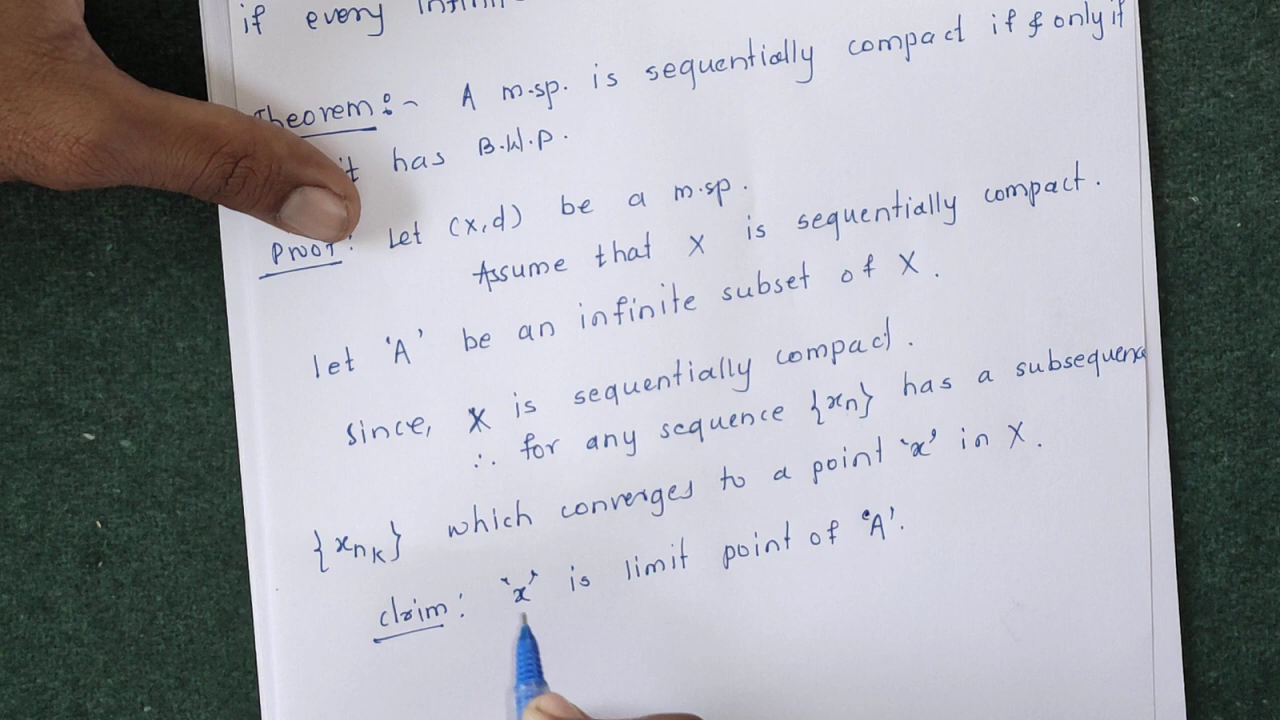 if every
Theorem :- A m.sp. is sequentially compact if & only if
it has B.W.P.
Proof: Let (x,d) be a m.sp.
Assume that X is sequentially compact.
let 'A' be an infinite subset of X.
since, X is sequentially compact.
∴ for any sequence {xn} has a subsequence
{xnk} which converges to a point 'x' in X.
claim: 'x' is limit point of 'A'.